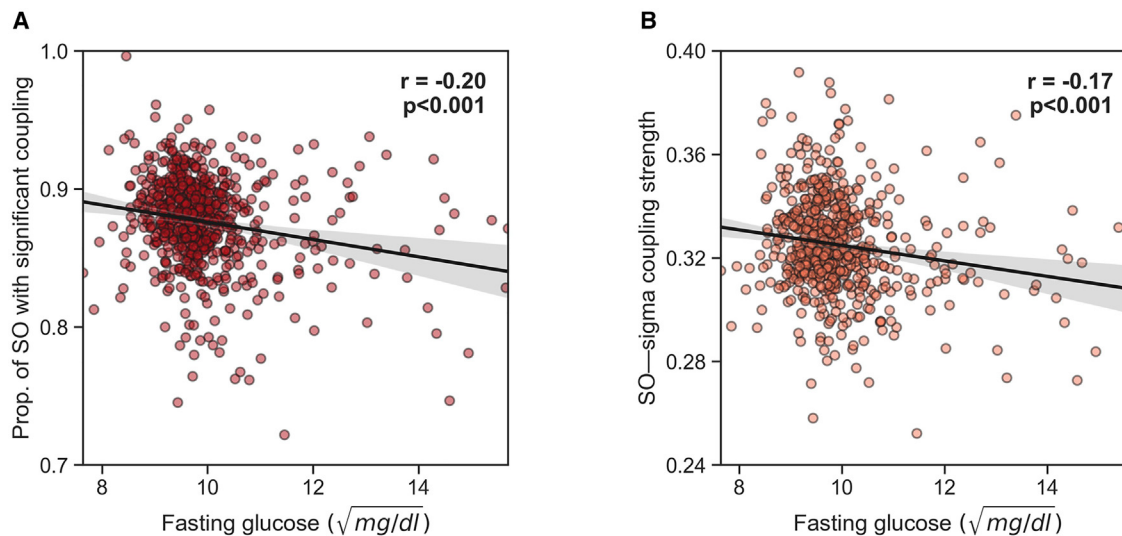 A
Prop. of SO with significant coupling
1.0
0.9
0.8
0.7
r = -0.20
p<0.001
8
10
12
14
Fasting glucose (√mg/dl)
B
SO—sigma coupling strength
0.40
0.36
0.32
0.28
0.24
r = -0.17
p<0.001
8
10
12
14
Fasting glucose (√mg/dl)